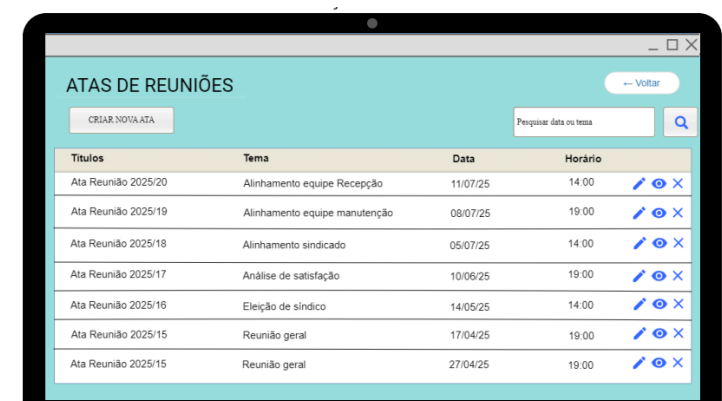 ATAS DE REUNIÕES
← Voltar
CRIAR NOVA ATA
Pesquisar data ou tema
Títulos Tema Data Horário
Ata Reunião 2025/20 Alinhamento equipe Recepção 11/07/25 14:00
Ata Reunião 2025/19 Alinhamento equipe manutenção 08/07/25 19:00
Ata Reunião 2025/18 Alinhamento sindicado 05/07/25 14:00
Ata Reunião 2025/17 Análise de satisfação 10/06/25 19:00
Ata Reunião 2025/16 Eleição de síndico 14/05/25 14:00
Ata Reunião 2025/15 Reunião geral 17/04/25 19:00
Ata Reunião 2025/15 Reunião geral 27/04/25 19:00